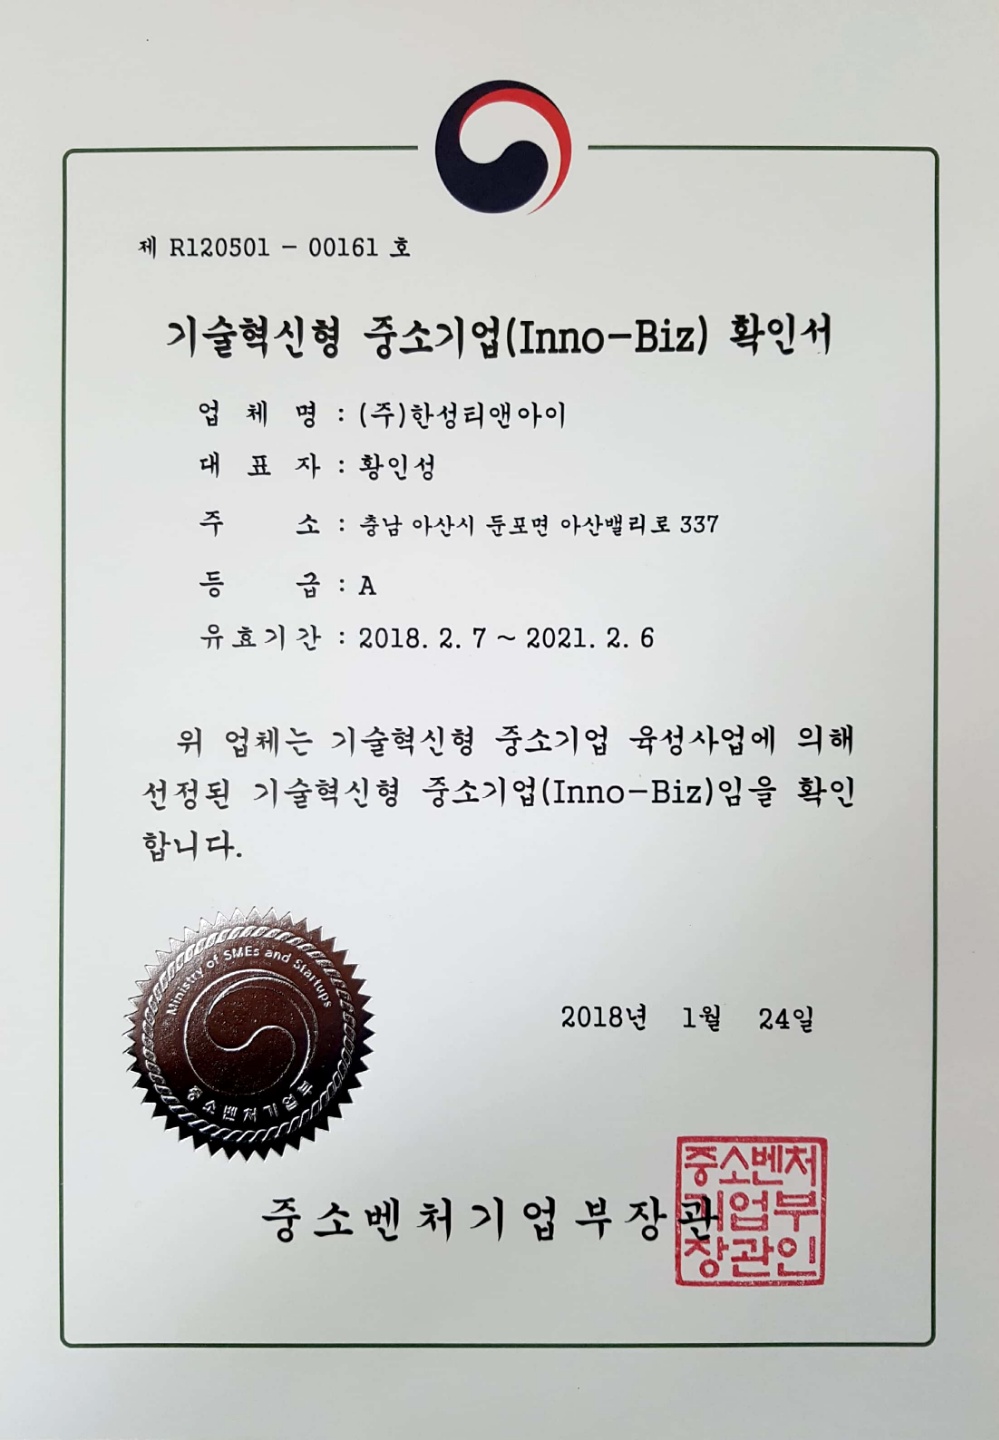 제 R120501 - 00161 호
기술혁신형 중소기업(Inno-Biz) 확인서
업 체 명 : (주)한성티앤아이
대 표 자 : 황인성
주 소 : 충남 아산시 둔포면 아산밸리로 337
등 급 : A
유효기간 : 2018. 2. 7 ~ 2021. 2. 6
위 업체는 기술혁신형 중소기업 육성사업에 의해
선정된 기술혁신형 중소기업(Inno-Biz)임을 확인
합니다.
Ministry of SMEs and Startups
중소벤처기업부
2018년 1월 24일
중소벤처기업부장관
중소벤처
기업부
장관인